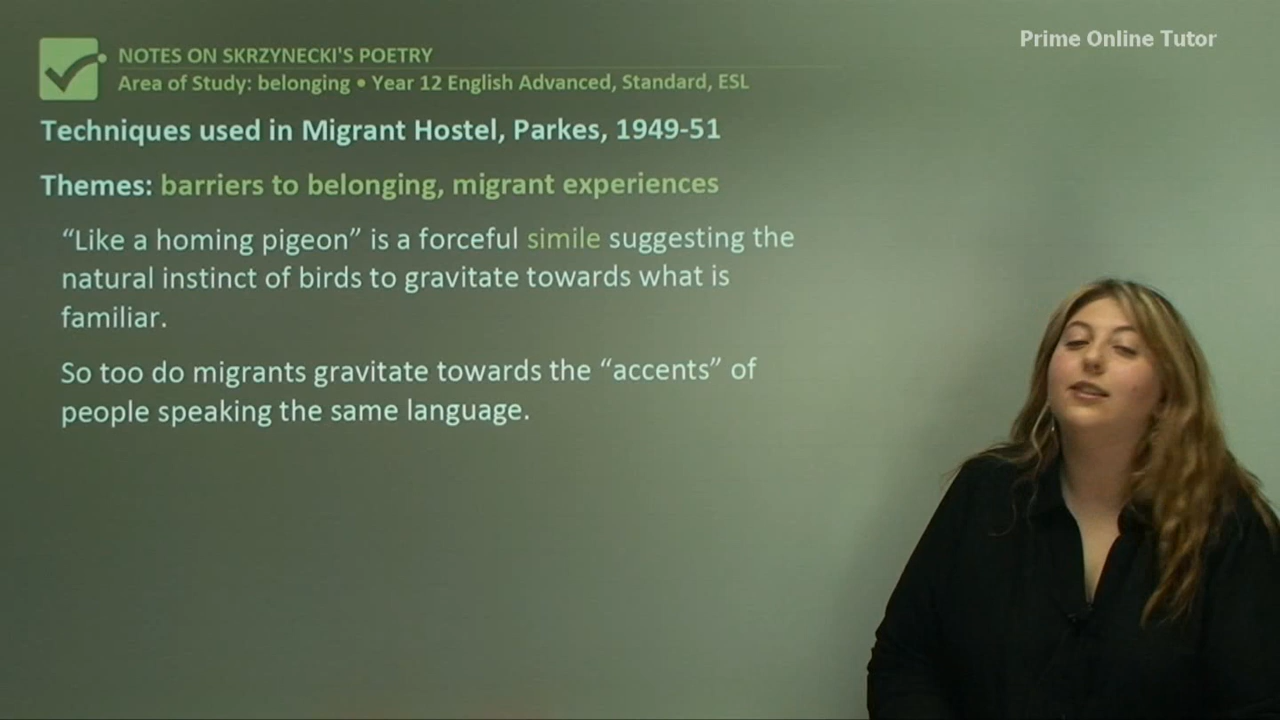 Prime Online Tutor
NOTES ON SKRZYNECKI'S POETRY
Area of Study: belonging • Year 12 English Advanced, Standard, ESL
Techniques used in Migrant Hostel, Parkes, 1949-51
Themes: barriers to belonging, migrant experiences
“Like a homing pigeon” is a forceful simile suggesting the
natural instinct of birds to gravitate towards what is
familiar.
So too do migrants gravitate towards the “accents” of
people speaking the same language.